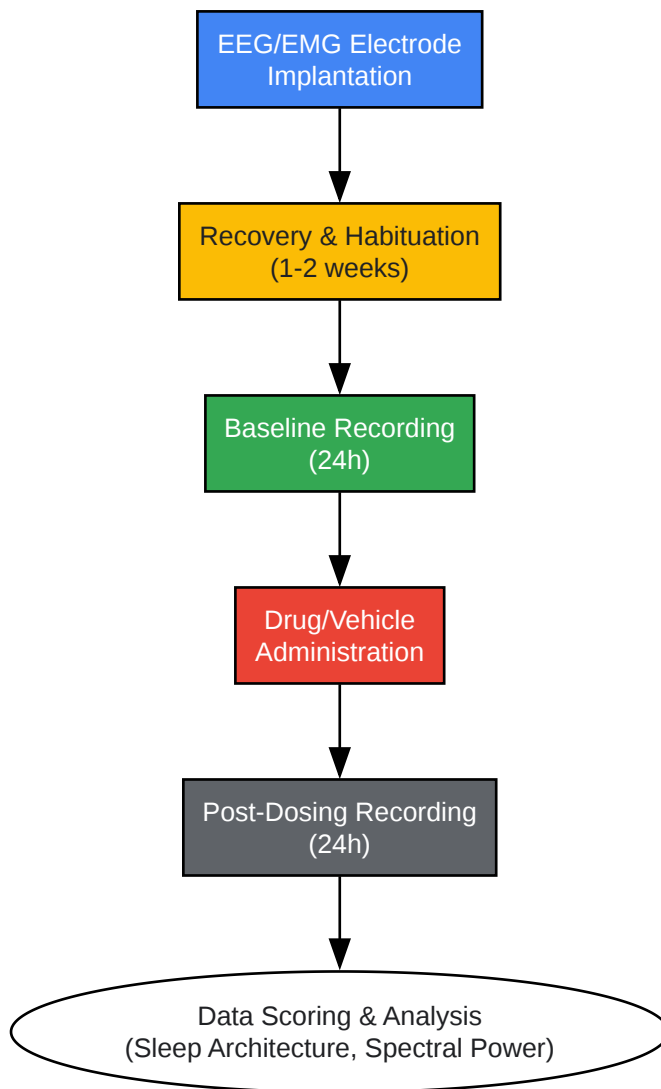 EEG/EMG Electrode
Implantation
Recovery & Habituation
(1-2 weeks)
Baseline Recording
(24h)
Drug/Vehicle
Administration
Post-Dosing Recording
(24h)
Data Scoring & Analysis
(Sleep Architecture, Spectral Power)